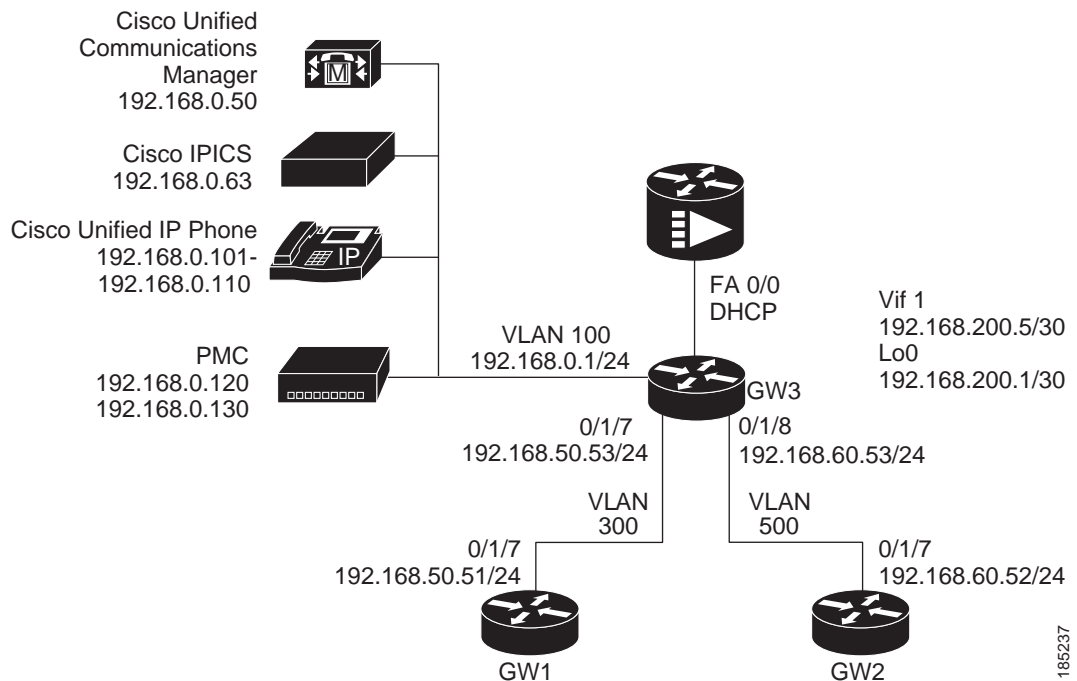 Cisco Unified
Communications
Manager
192.168.0.50
M
Cisco IPICS
192.168.0.63
Cisco Unified IP Phone
192.168.0.101-
192.168.0.110
IP
PMC
192.168.0.120
192.168.0.130
VLAN 100
192.168.0.1/24
FA 0/0
DHCP
Vif 1
192.168.200.5/30
Lo0
192.168.200.1/30
GW3
0/1/7
192.168.50.53/24
0/1/8
192.168.60.53/24
VLAN
300
VLAN
500
0/1/7
192.168.50.51/24
0/1/7
192.168.60.52/24
GW1
GW2
185237